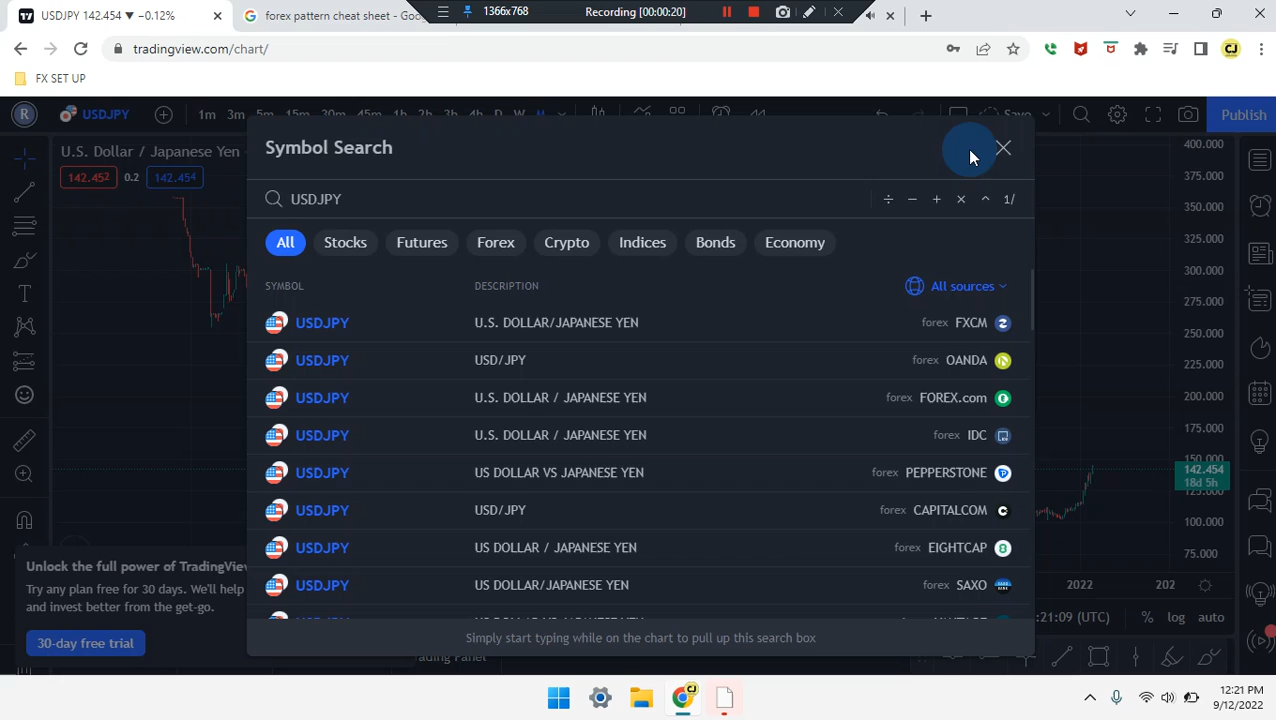 USDJPY 142.454 ▼ −0.12%
forex pattern cheat sheet - Goo
1366x768
Recording [00:00:20]
tradingview.com/chart/
FX SET UP
R
USDJPY
1m 3m
D W M
Save
Publish
U.S. Dollar / Japanese Yen
142.452 0.2 142.454
Symbol Search
USDJPY
÷ − + × ^ 1/
All Stocks Futures Forex Crypto Indices Bonds Economy
SYMBOL DESCRIPTION All sources
USDJPY U.S. DOLLAR/JAPANESE YEN forex FXCM
USDJPY USD/JPY forex OANDA
USDJPY U.S. DOLLAR / JAPANESE YEN forex FOREX.com
USDJPY U.S. DOLLAR / JAPANESE YEN forex IDC
USDJPY US DOLLAR VS JAPANESE YEN forex PEPPERSTONE
USDJPY USD/JPY forex CAPITALCOM
USDJPY US DOLLAR / JAPANESE YEN forex EIGHTCAP
USDJPY US DOLLAR/JAPANESE YEN forex SAXO
Simply start typing while on the chart to pull up this search box
400.000
375.000
350.000
325.000
300.000
275.000
250.000
225.000
200.000
175.000
150.000
142.454
18d 5h
125.000
100.000
75.000
2022 202
:21:09 (UTC) % log auto
Unlock the full power of TradingView
Try any plan free for 30 days. We'll help
and invest better from the get-go.
30-day free trial
ading Panel
CJ
12:21 PM
9/12/2022